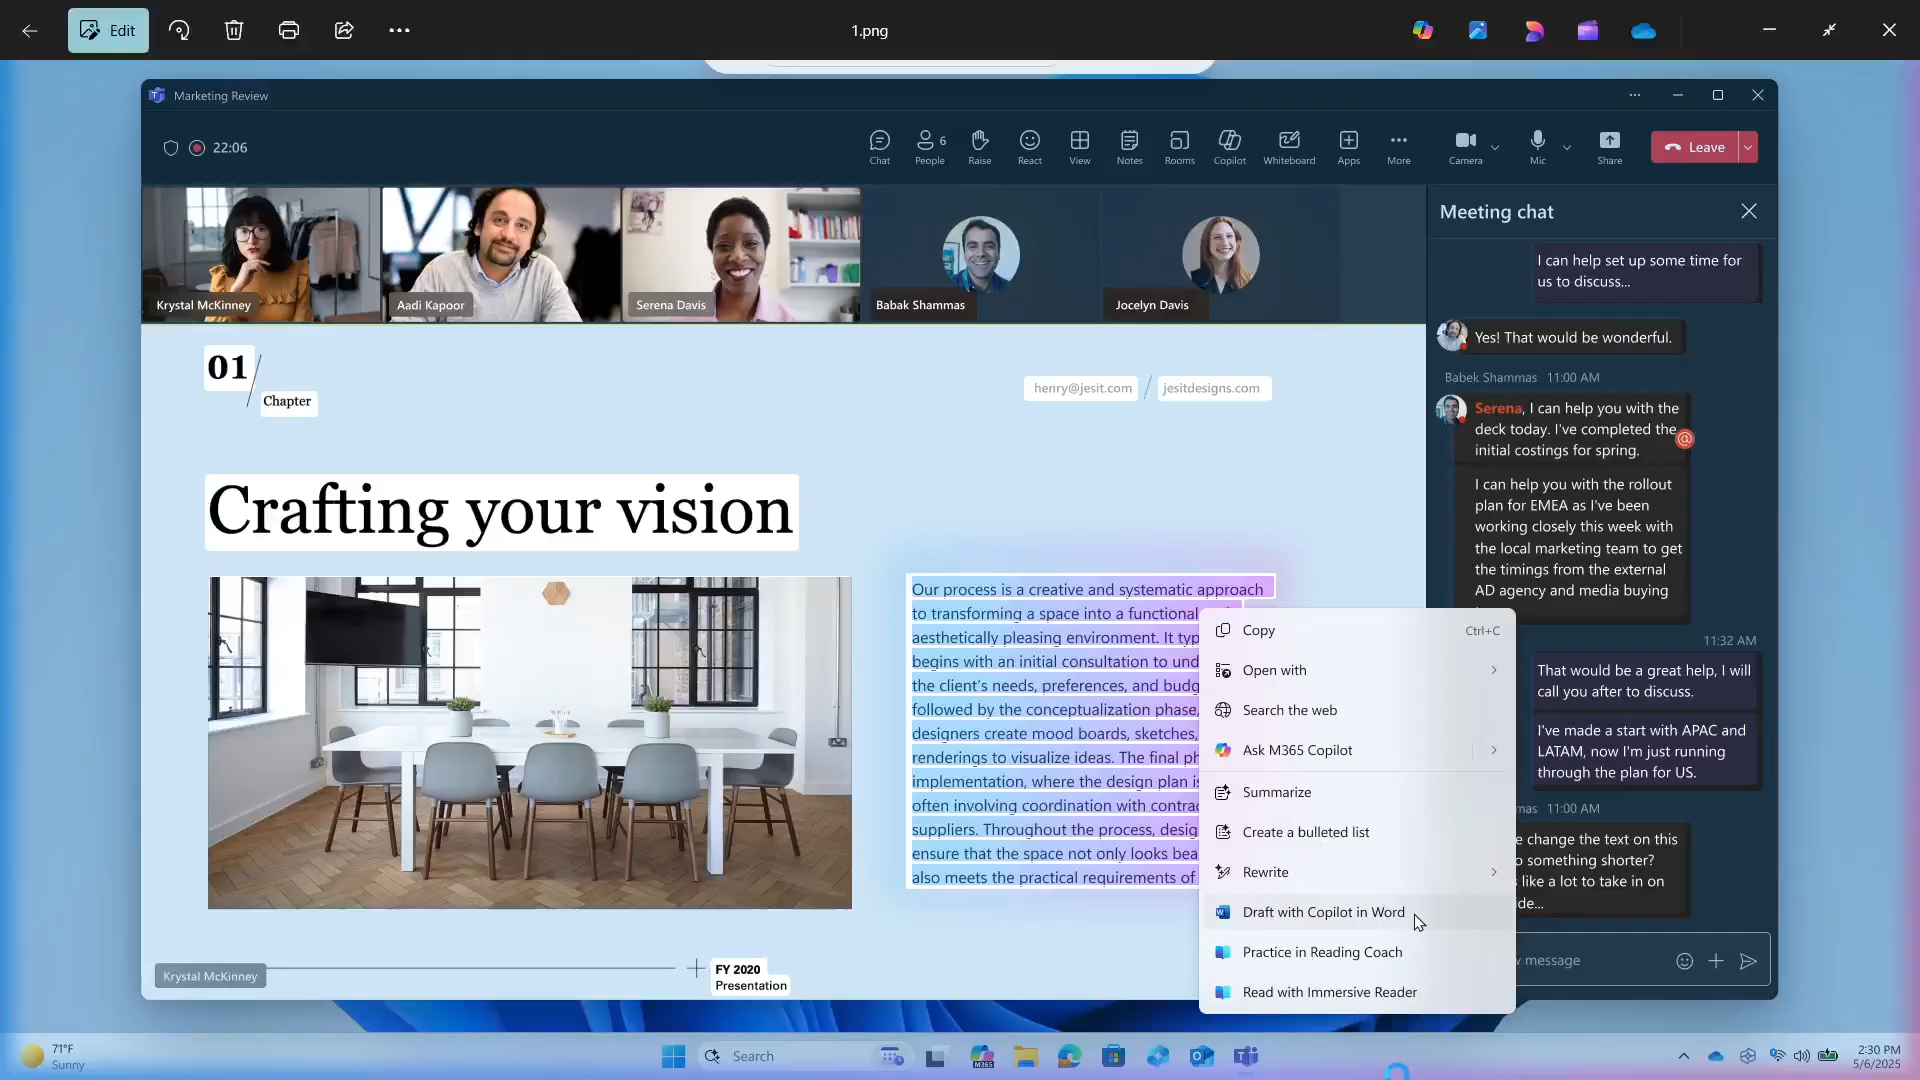 Edit
1.png
Marketing Review
22:06
Chat
People
6
Raise
React
View
Notes
Rooms
Copilot
Whiteboard
Apps
More
Camera
Mic
Share
Leave
Krystal McKinney
Aadi Kapoor
Serena Davis
Babak Shammas
Jocelyn Davis
01
Chapter
henry@jesit.com
jesitdesigns.com
Crafting your vision
Our process is a creative and systematic approach
to transforming a space into a functional
aesthetically pleasing environment. It typ
begins with an initial consultation to und
the client's needs, preferences, and budg
followed by the conceptualization phase,
designers create mood boards, sketches,
renderings to visualize ideas. The final ph
implementation, where the design plan is
often involving coordination with contrac
suppliers. Throughout the process, desig
ensure that the space not only looks bea
also meets the practical requirements of
Krystal McKinney
FY 2020
Presentation
Copy
Ctrl+C
Open with
Search the web
Ask M365 Copilot
Summarize
Create a bulleted list
Rewrite
Draft with Copilot in Word
Practice in Reading Coach
Read with Immersive Reader
Meeting chat
I can help set up some time for
us to discuss...
Yes! That would be wonderful.
Babek Shammas 11:00 AM
Serena, I can help you with the
deck today. I've completed the
initial costings for spring.
I can help you with the rollout
plan for EMEA as I've been
working closely this week with
the local marketing team to get
the timings from the external
AD agency and media buying
11:32 AM
That would be a great help, I will
call you after to discuss.
I've made a start with APAC and
LATAM, now I'm just running
through the plan for US.
mas 11:00 AM
e change the text on this
o something shorter?
like a lot to take in on
de...
message
71°F
Sunny
Search
M365
2:30 PM
5/6/2025